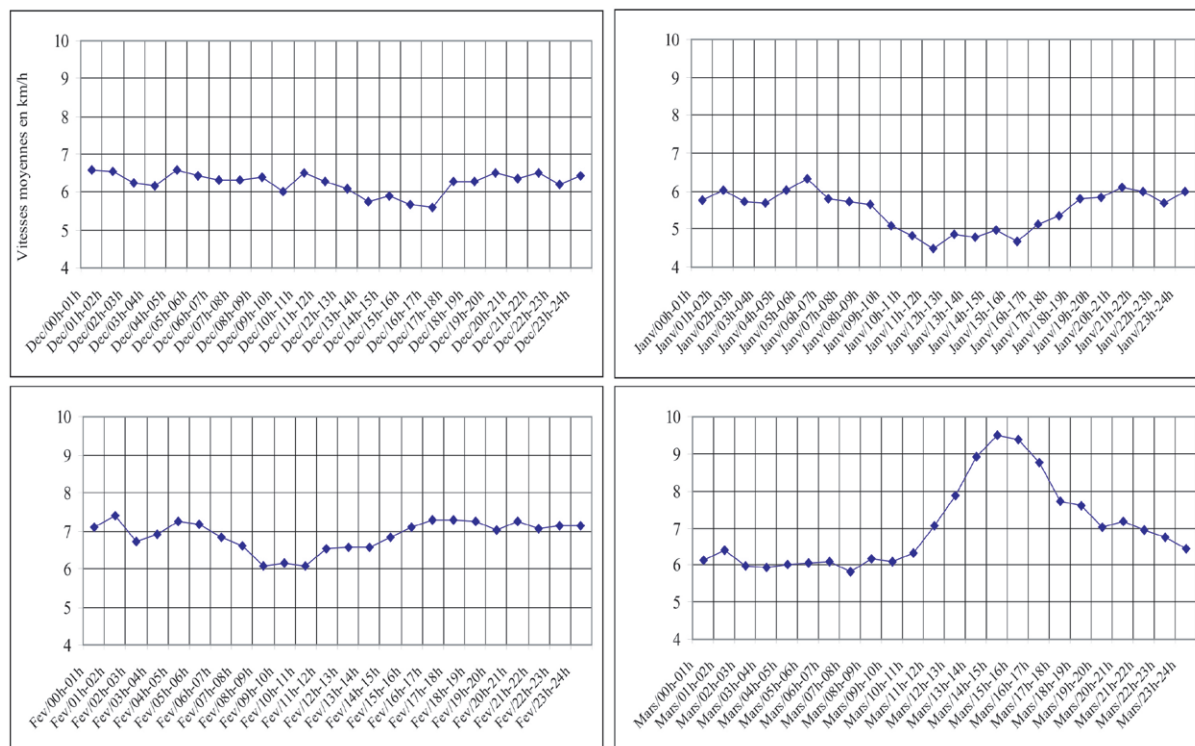 Vitesses moyennes en km/h
10
9
8
7
6
5
4
Dec/00h-01h
Dec/01h-02h
Dec/02h-03h
Dec/03h-04h
Dec/04h-05h
Dec/05h-06h
Dec/06h-07h
Dec/07h-08h
Dec/08h-09h
Dec/09h-10h
Dec/10h-11h
Dec/11h-12h
Dec/12h-13h
Dec/13h-14h
Dec/14h-15h
Dec/15h-16h
Dec/16h-17h
Dec/17h-18h
Dec/18h-19h
Dec/19h-20h
Dec/20h-21h
Dec/21h-22h
Dec/22h-23h
Dec/23h-24h
10
9
8
7
6
5
4
Janv/00h-01h
Janv/01h-02h
Janv/02h-03h
Janv/03h-04h
Janv/04h-05h
Janv/05h-06h
Janv/06h-07h
Janv/07h-08h
Janv/08h-09h
Janv/09h-10h
Janv/10h-11h
Janv/11h-12h
Janv/12h-13h
Janv/13h-14h
Janv/14h-15h
Janv/15h-16h
Janv/16h-17h
Janv/17h-18h
Janv/18h-19h
Janv/19h-20h
Janv/20h-21h
Janv/21h-22h
Janv/22h-23h
Janv/23h-24h
10
9
8
7
6
5
4
Fev/00h-01h
Fev/01h-02h
Fev/02h-03h
Fev/03h-04h
Fev/04h-05h
Fev/05h-06h
Fev/06h-07h
Fev/07h-08h
Fev/08h-09h
Fev/09h-10h
Fev/10h-11h
Fev/11h-12h
Fev/12h-13h
Fev/13h-14h
Fev/14h-15h
Fev/15h-16h
Fev/16h-17h
Fev/17h-18h
Fev/18h-19h
Fev/19h-20h
Fev/20h-21h
Fev/21h-22h
Fev/22h-23h
Fev/23h-24h
10
9
8
7
6
5
4
Mars/00h-01h
Mars/01h-02h
Mars/02h-03h
Mars/03h-04h
Mars/04h-05h
Mars/05h-06h
Mars/06h-07h
Mars/07h-08h
Mars/08h-09h
Mars/09h-10h
Mars/10h-11h
Mars/11h-12h
Mars/12h-13h
Mars/13h-14h
Mars/14h-15h
Mars/15h-16h
Mars/16h-17h
Mars/17h-18h
Mars/18h-19h
Mars/19h-20h
Mars/20h-21h
Mars/21h-22h
Mars/22h-23h
Mars/23h-24h